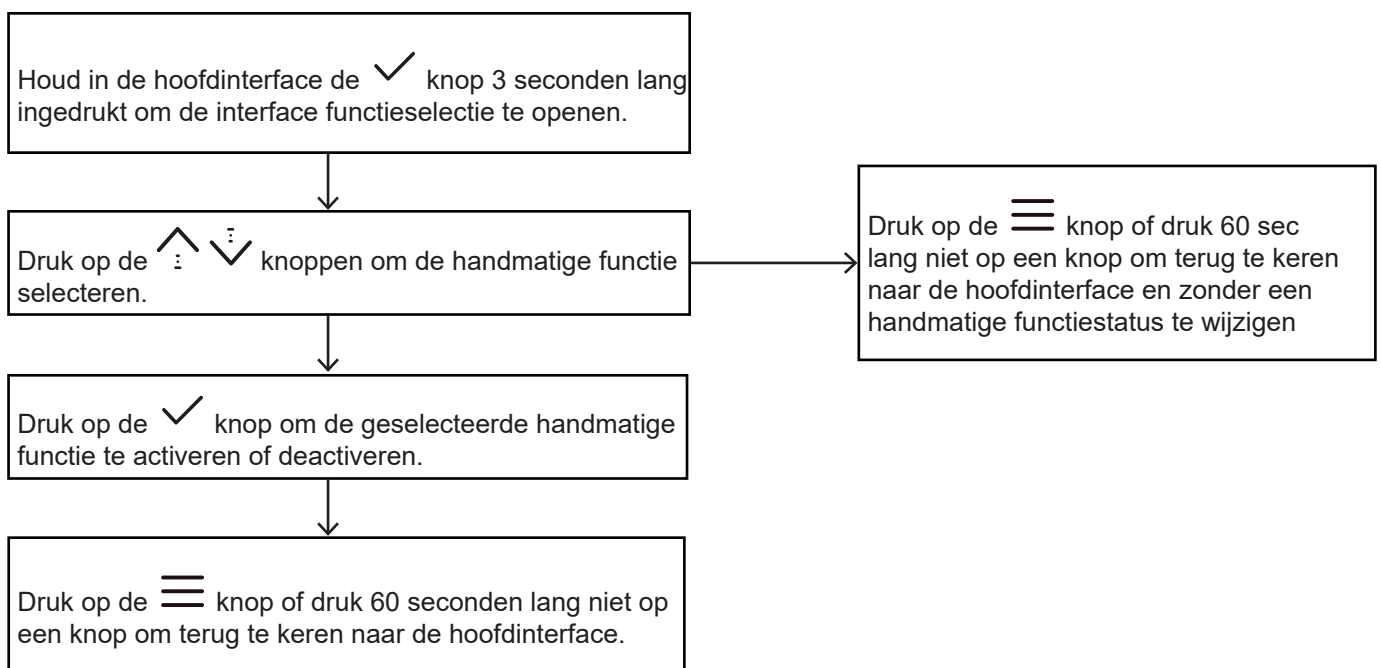 Houd in de hoofdinterface de knop 3 seconden lang
ingedrukt om de interface functieselectie te openen.
Druk op de knoppen om de handmatige functie
selecteren.
Druk op de knop of druk 60 sec
lang niet op een knop om terug te keren
naar de hoofdinterface en zonder een
handmatige functiestatus te wijzigen
Druk op de knop om de geselecteerde handmatige
functie te activeren of deactiveren.
Druk op de knop of druk 60 seconden lang niet op
een knop om terug te keren naar de hoofdinterface.